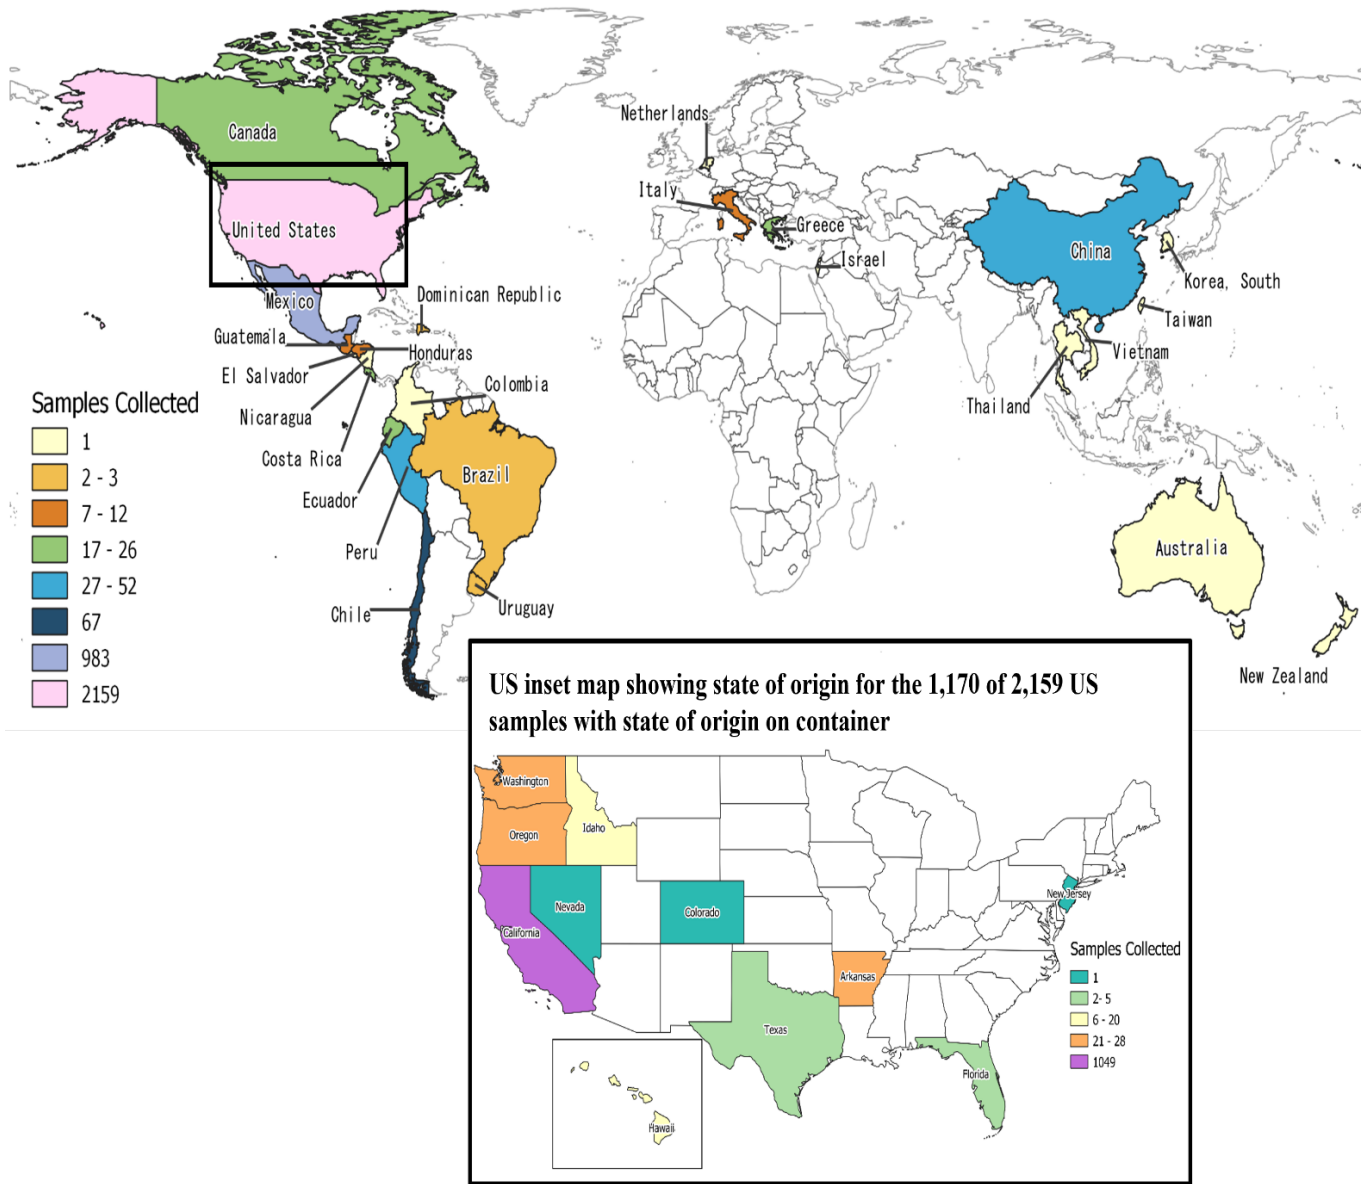 Canada
United States
Mexico
Guatemala
El Salvador
Nicaragua
Costa Rica
Ecuador
Peru
Chile
Dominican Republic
Honduras
Colombia
Brazil
Uruguay
Netherlands
Italy
Greece
Israel
China
Korea, South
Taiwan
Vietnam
Thailand
Australia
New Zealand
Samples Collected
1
2 - 3
7 - 12
17 - 26
27 - 52
67
983
2159
US inset map showing state of origin for the 1,170 of 2,159 US
samples with state of origin on container
Washington
Oregon
Idaho
Nevada
California
Colorado
New Jersey
Arkansas
Texas
Florida
Hawaii
Samples Collected
1
2- 5
6 - 20
21 - 28
1049